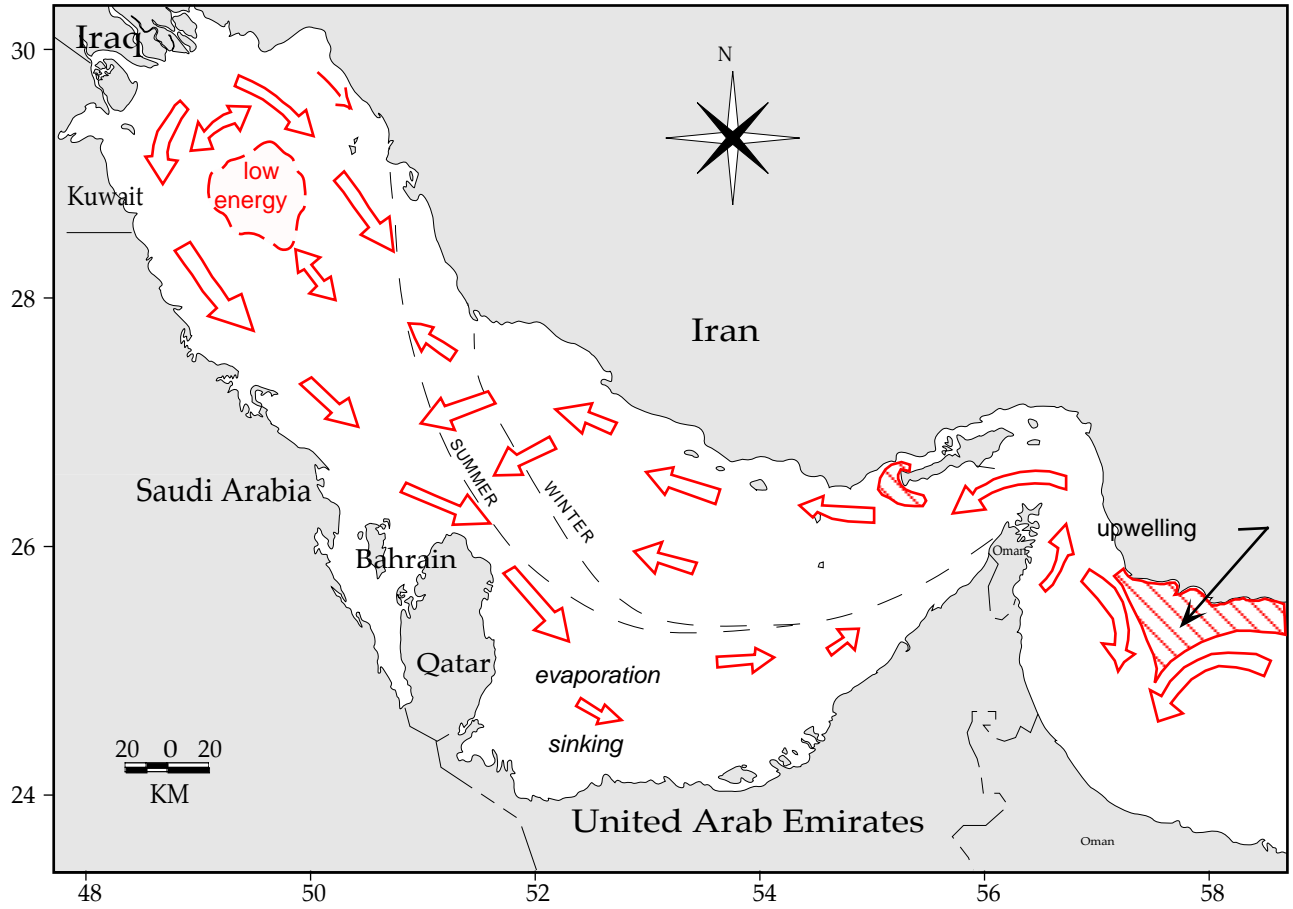 30
Iraq
N
low
energy
Kuwait
28
Iran
SUMMER
WINTER
Saudi Arabia
26
upwelling
Oman
Bahrain
Qatar
evaporation
sinking
20 0 20
KM
24
United Arab Emirates
Oman
48 50 52 54 56 58